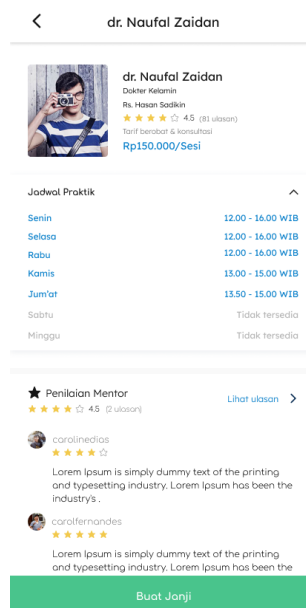 dr. Naufal Zaidan
dr. Naufal Zaidan
Dokter Kelamin
Rs. Hasan Sadikin
4.5 (81 ulasan)
Tarif berobat & konsultasi
Rp150.000/Sesi
Jadwal Praktik
Senin 12.00 - 16.00 WIB
Selasa 12.00 - 16.00 WIB
Rabu 12.00 - 16.00 WIB
Kamis 13.00 - 15.00 WIB
Jum'at 13.50 - 15.00 WIB
Sabtu Tidak tersedia
Minggu Tidak tersedia
Penilaian Mentor
4.5 (2 ulasan)
Lihat ulasan
carolinedias
Lorem Ipsum is simply dummy text of the printing
and typesetting industry. Lorem Ipsum has been the
industry's .
carolfernandes
Lorem Ipsum is simply dummy text of the printing
and typesetting industry. Lorem Ipsum has been the
Buat Janji